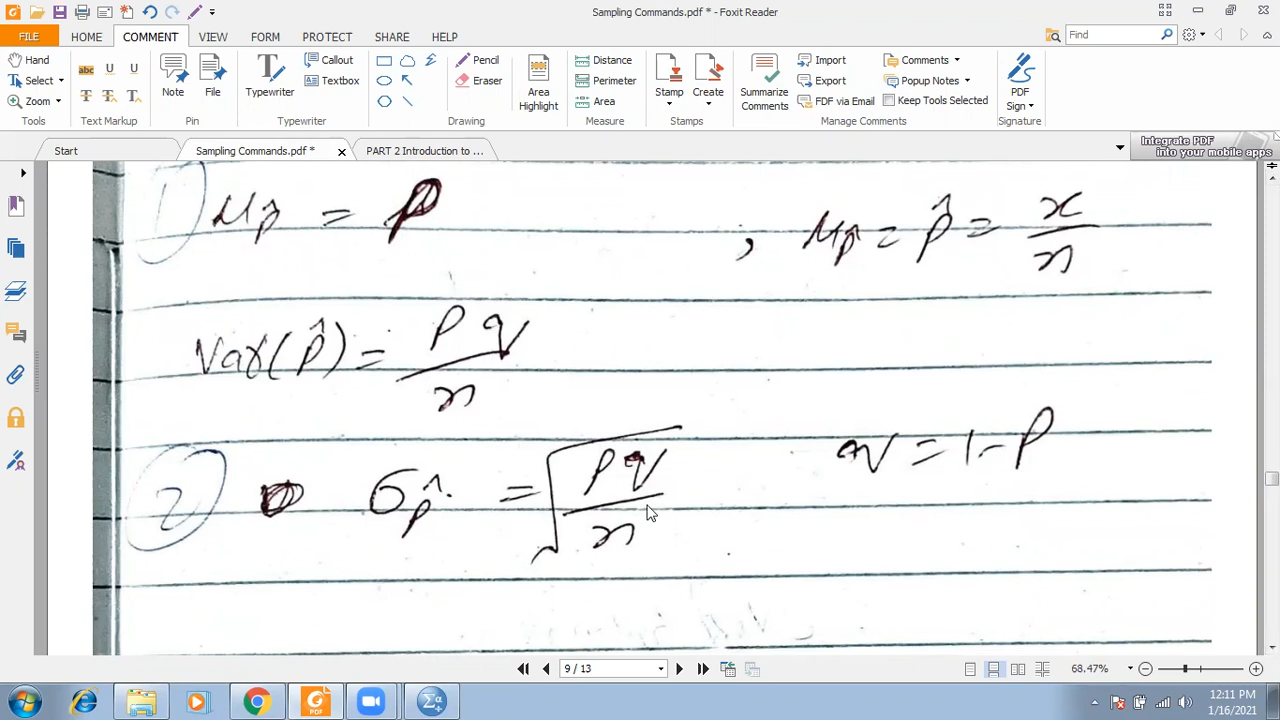 Sampling Commands.pdf * - Foxit Reader
FILE HOME COMMENT VIEW FORM PROTECT SHARE HELP
Find
Hand
Select
Zoom
Tools
Text Markup
Note
File
Pin
Typewriter
Callout
Textbox
Typewriter
Pencil
Eraser
Drawing
Area Highlight
Distance
Perimeter
Area
Measure
Stamp
Create
Stamps
Summarize Comments
Import
Export
FDF via Email
Comments
Popup Notes
Keep Tools Selected
Manage Comments
PDF Sign
Signature
Start
Sampling Commands.pdf *
PART 2 Introduction to ...
Integrate PDF
into your mobile apps
1) μp̂ = P ; μp̂ = p̂ = x/n
Var(p̂) = Pq/n
2 σp̂ = √(Pq/n) q = 1-P
9 / 13
68.47%
12:11 PM
1/16/2021